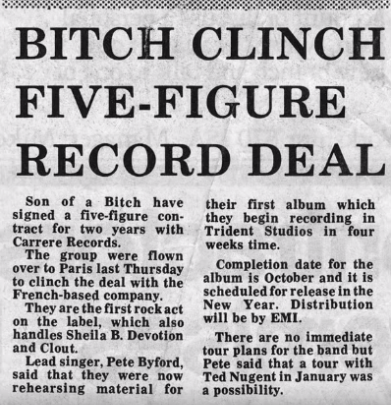 BITCH CLINCH
FIVE-FIGURE
RECORD DEAL
Son of a Bitch have
signed a five-figure con-
tract for two years with
Carrere Records.
The group were flown
over to Paris last Thursday
to clinch the deal with the
French-based company.
They are the first rock act
on the label, which also
handles Sheila B. Devotion
and Clout.
Lead singer, Pete Byford,
said that they were now
rehearsing material for
their first album which
they begin recording in
Trident Studios in four
weeks time.
Completion date for the
album is October and it is
scheduled for release in the
New Year. Distribution
will be by EMI.
There are no immediate
tour plans for the band but
Pete said that a tour with
Ted Nugent in January was
a possibility.